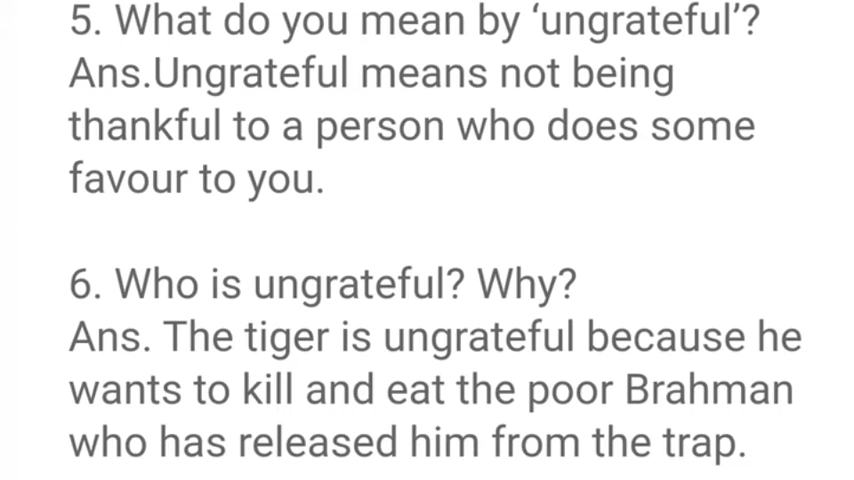 5. What do you mean by ‘ungrateful’?
Ans.Ungrateful means not being
thankful to a person who does some
favour to you.
6. Who is ungrateful? Why?
Ans. The tiger is ungrateful because he
wants to kill and eat the poor Brahman
who has released him from the trap.